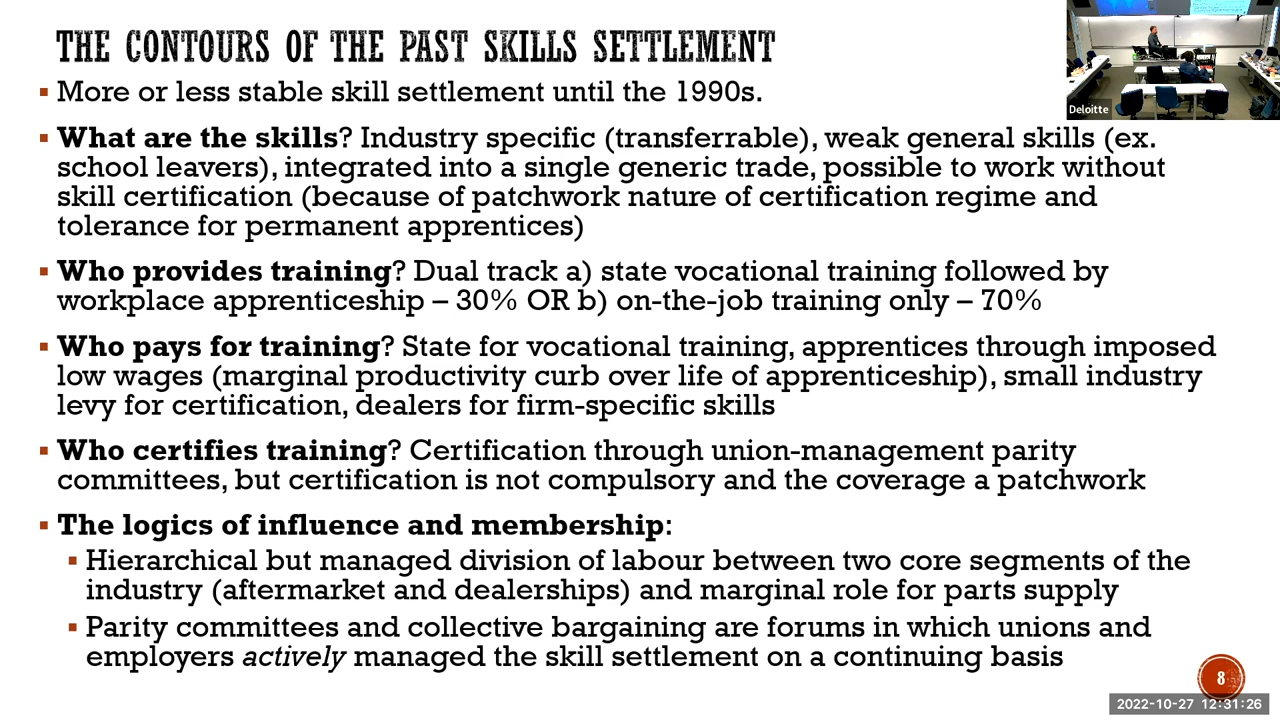 THE CONTOURS OF THE PAST SKILLS SETTLEMENT
▪ More or less stable skill settlement until the 1990s.
▪ What are the skills? Industry specific (transferrable), weak general skills (ex.
school leavers), integrated into a single generic trade, possible to work without
skill certification (because of patchwork nature of certification regime and
tolerance for permanent apprentices)
▪ Who provides training? Dual track a) state vocational training followed by
workplace apprenticeship – 30% OR b) on-the-job training only – 70%
▪ Who pays for training? State for vocational training, apprentices through imposed
low wages (marginal productivity curb over life of apprenticeship), small industry
levy for certification, dealers for firm-specific skills
▪ Who certifies training? Certification through union-management parity
committees, but certification is not compulsory and the coverage a patchwork
▪ The logics of influence and membership:
▪ Hierarchical but managed division of labour between two core segments of the
industry (aftermarket and dealerships) and marginal role for parts supply
▪ Parity committees and collective bargaining are forums in which unions and
employers actively managed the skill settlement on a continuing basis
Deloitte
8
2022-10-27 12:31:26